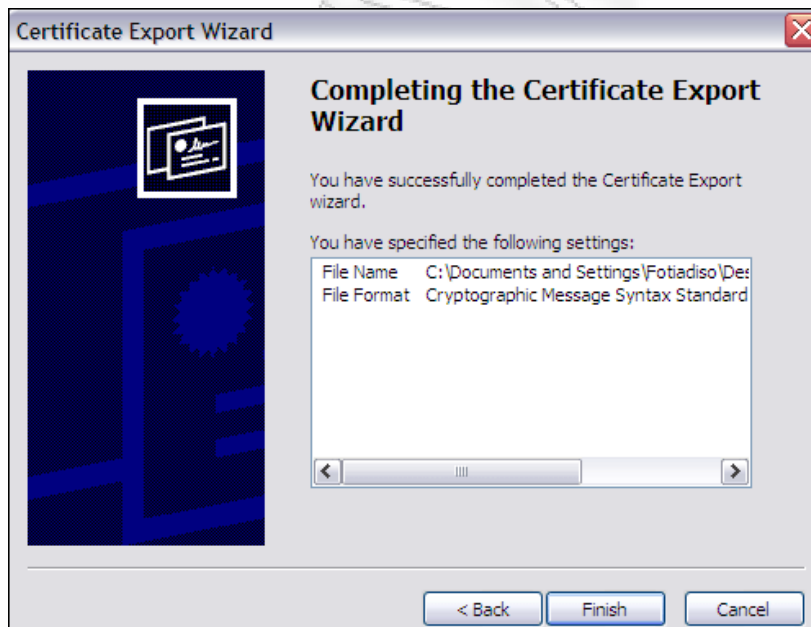 Certificate Export Wizard
Completing the Certificate Export
Wizard
You have successfully completed the Certificate Export
wizard.
You have specified the following settings:
File Name C:\Documents and Settings\Fotiadiso\Des
File Format Cryptographic Message Syntax Standard
< Back Finish Cancel